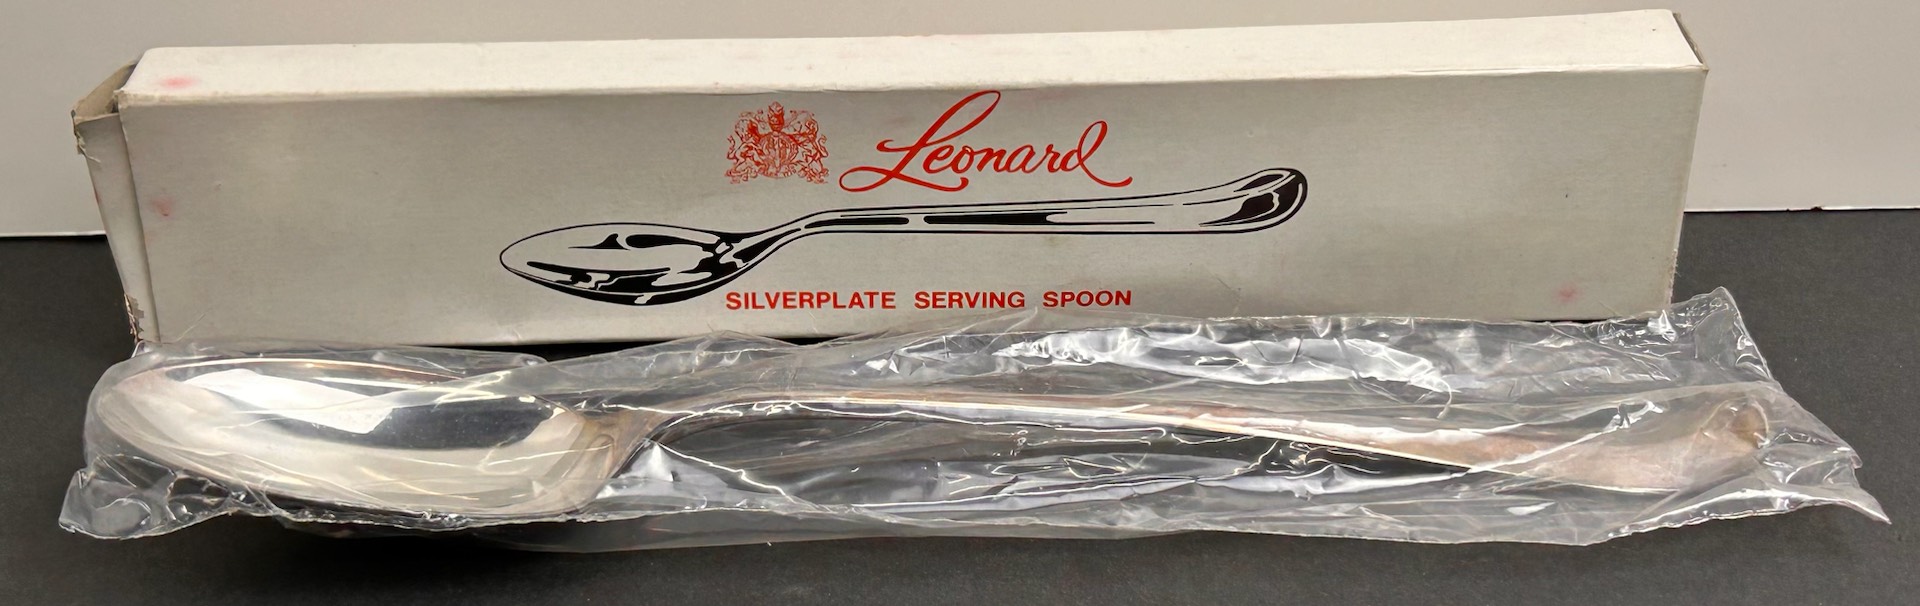 Leonard
SILVERPLATE SERVING SPOON